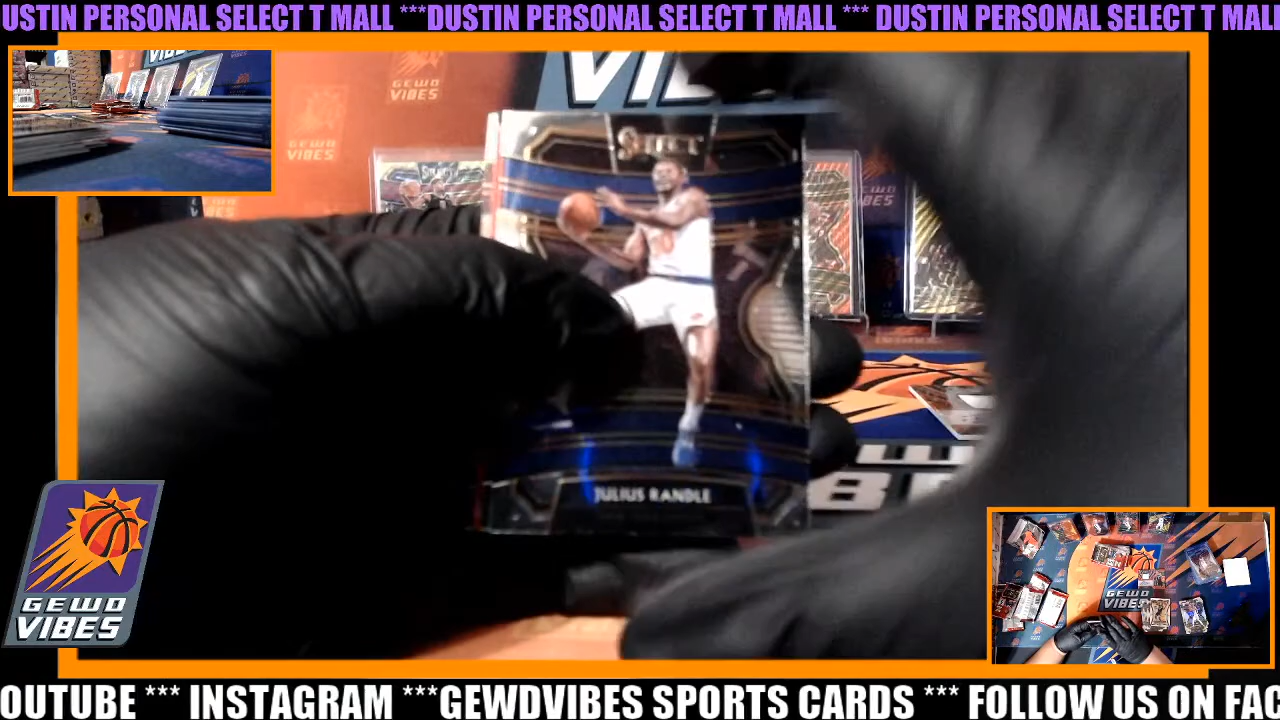 USTIN PERSONAL SELECT T MALL ***DUSTIN PERSONAL SELECT T MALL *** DUSTIN PERSONAL SELECT T MALL
GEWD
VIBES
GEWD
VIBES
SELECT
JULIUS RANDLE
GEWD
VIBES
GEWD
VIBES
OUTUBE *** INSTAGRAM ***GEWDVIBES SPORTS CARDS *** FOLLOW US ON FAC